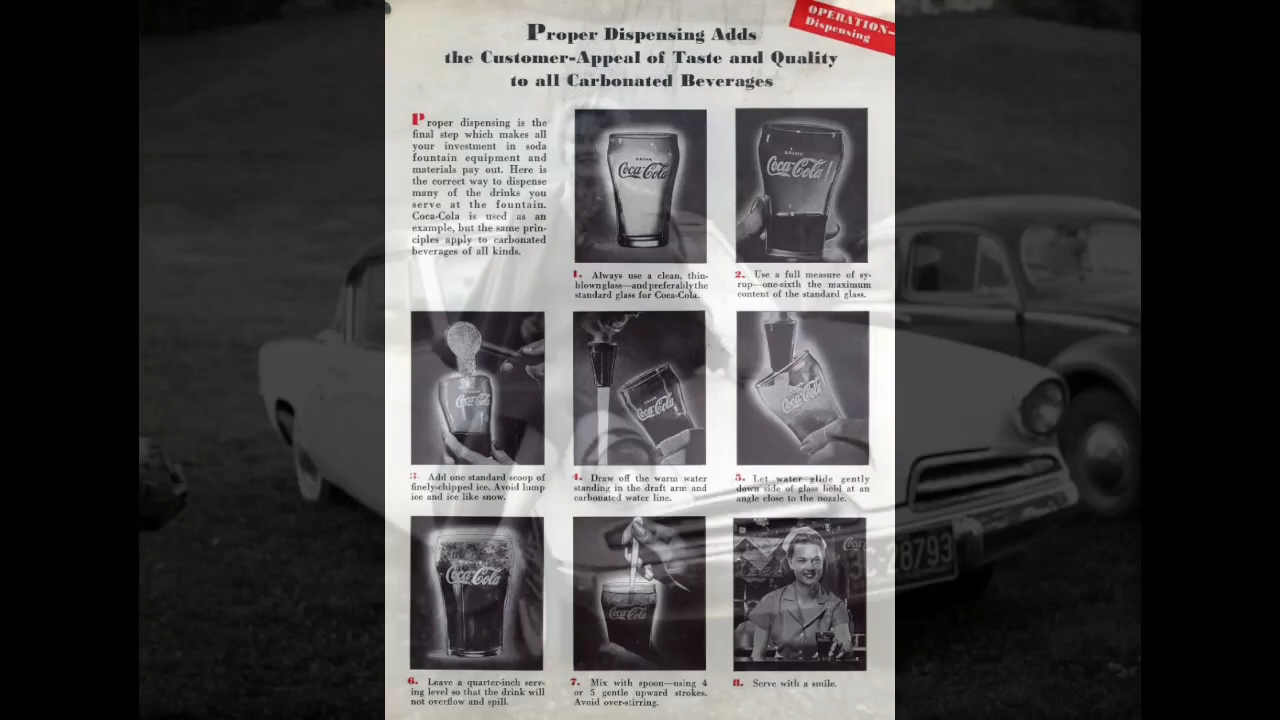 OPERATION—
Dispensing
Proper Dispensing Adds
the Customer-Appeal of Taste and Quality
to all Carbonated Beverages
Proper dispensing is the
final step which makes all
your investment in soda
fountain equipment and
materials pay out. Here is
the correct way to dispense
many of the drinks you
serve at the fountain.
Coca-Cola is used as an
example, but the same prin-
ciples apply to carbonated
beverages of all kinds.
DRINK
Coca-Cola
DRINK
Coca-Cola
1. Always use a clean, thin-
blown glass—and preferably the
standard glass for Coca-Cola.
2. Use a full measure of sy-
rup—one-sixth the maximum
content of the standard glass.
Coca-Cola
Coca-Cola
Coca-Cola
3 Add one standard scoop of
finely-chipped ice. Avoid lump
ice and ice like snow.
4. Draw off the warm water
standing in the draft arm and
carbonated water line.
5. Let water glide gently
down side of glass held at an
angle close to the nozzle.
Coca-Cola
Coca-Cola
28793
6. Leave a quarter-inch serv-
ing level so that the drink will
not overflow and spill.
7. Mix with spoon—using 4
or 5 gentle upward strokes.
Avoid over-stirring.
8. Serve with a smile.